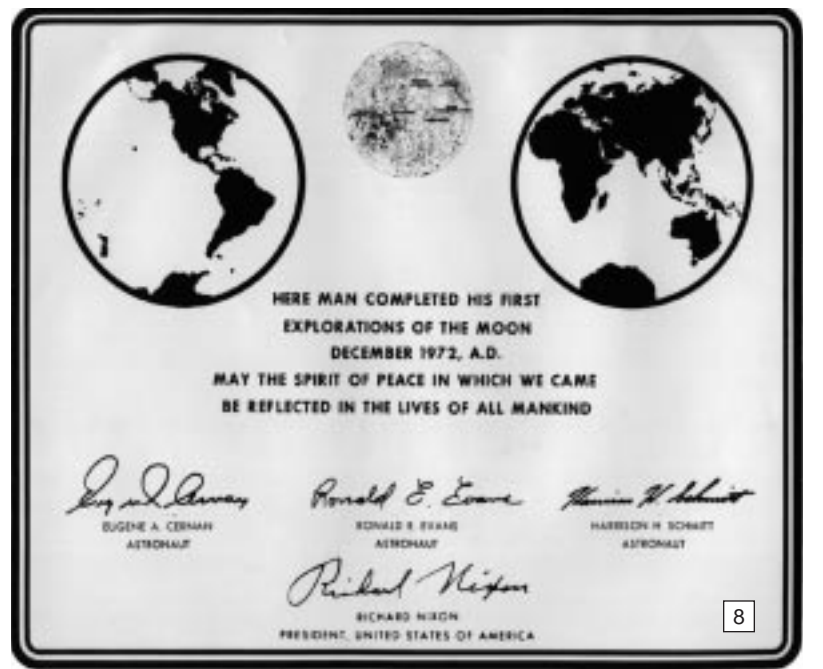 HERE MAN COMPLETED HIS FIRST
EXPLORATIONS OF THE MOON
DECEMBER 1972, A.D.
MAY THE SPIRIT OF PEACE IN WHICH WE CAME
BE REFLECTED IN THE LIVES OF ALL MANKIND
Ronald E. Evans
EUGENE A. CERNAN
RONALD E. EVANS
HARRISON H. SCHMITT
ASTRONAUT
ASTRONAUT
ASTRONAUT
Richard Nixon
RICHARD NIXON
PRESIDENT, UNITED STATES OF AMERICA
8